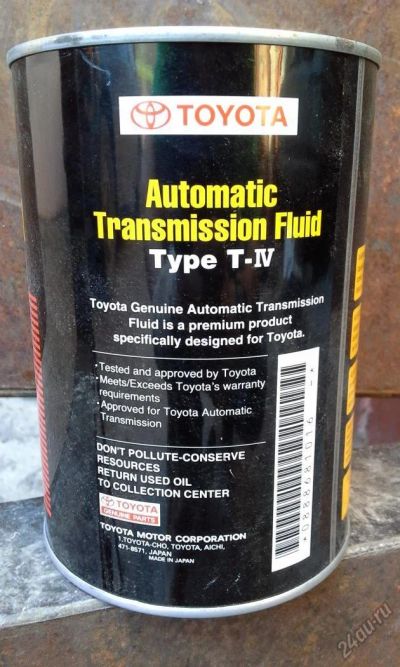 TOYOTA
Automatic
Transmission Fluid
Type T-IV
Toyota Genuine Automatic Transmission
Fluid is a premium product
specifically designed for Toyota.
·Tested and approved by Toyota
·Meets/Exceeds Toyota's warranty
requirements
·Approved for Toyota Automatic
Transmission
DON'T POLLUTE-CONSERVE
RESOURCES
RETURN USED OIL
TO COLLECTION CENTER
TOYOTA
GENUINE PARTS
TOYOTA MOTOR CORPORATION
1,TOYOTA-CHO, TOYOTA, AICHI,
471-8571, JAPAN
MADE IN JAPAN
24au.ru